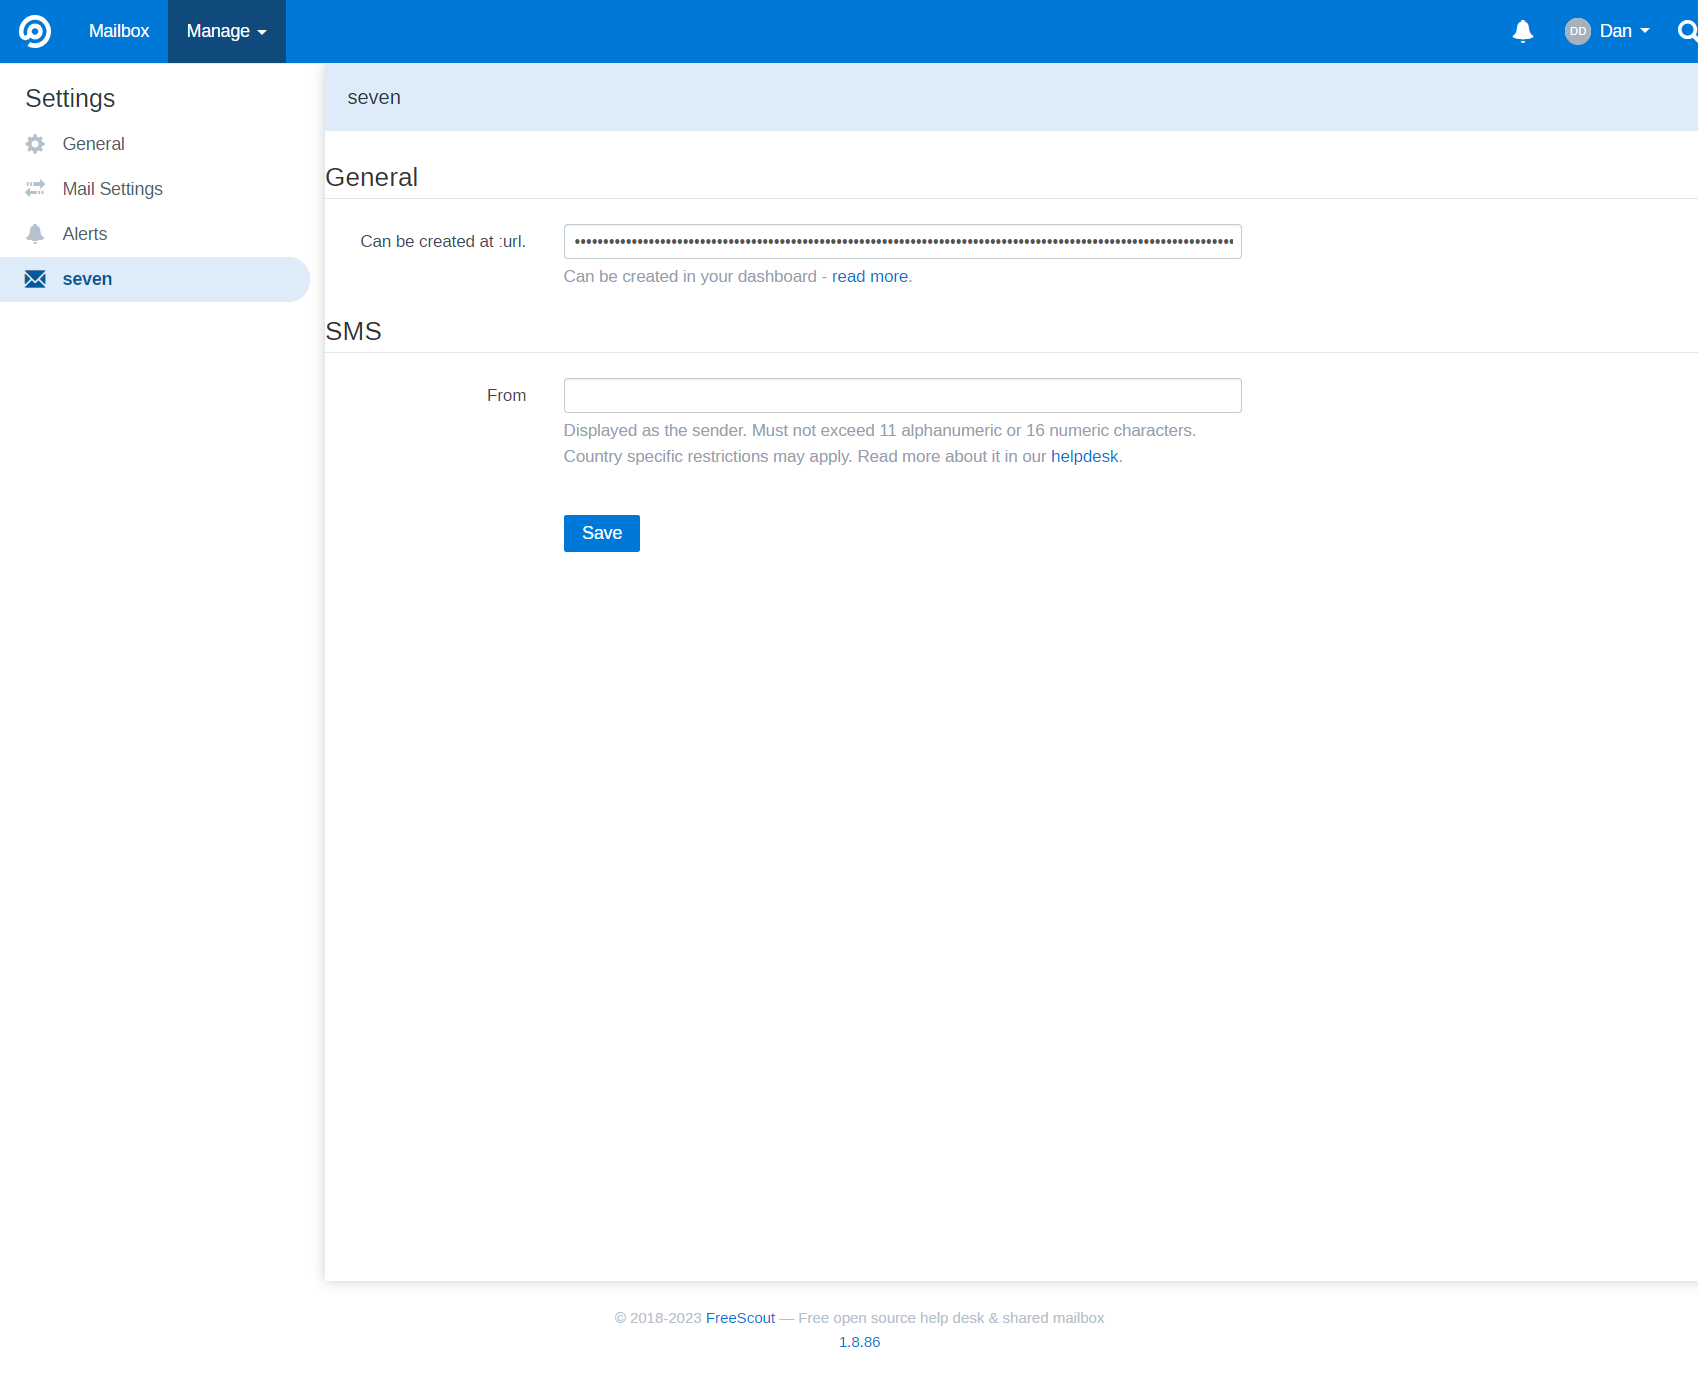 Mailbox
Manage
DD
Dan
Settings
General
Mail Settings
Alerts
seven
seven
General
Can be created at :url.
Can be created in your dashboard - read more.
SMS
From
Displayed as the sender. Must not exceed 11 alphanumeric or 16 numeric characters.
Country specific restrictions may apply. Read more about it in our helpdesk.
Save
© 2018-2023 FreeScout — Free open source help desk & shared mailbox
1.8.86